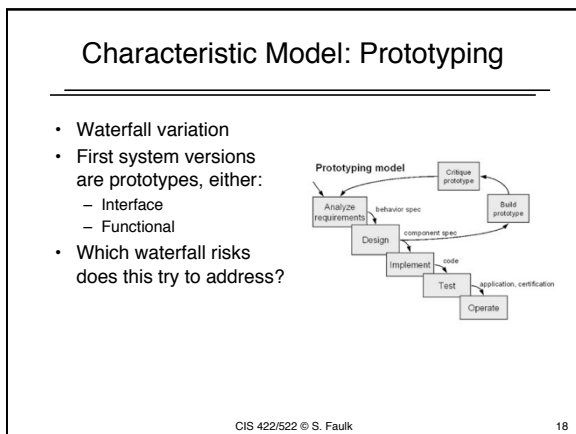 Characteristic Model: Prototyping
• Waterfall variation
• First system versions
are prototypes, either:
– Interface
– Functional
• Which waterfall risks
does this try to address?
Prototyping model
Critique
prototype
Build
prototype
Analyze
requirements
behavior spec
Design
component spec
Implement
code
Test
application, certification
Operate
CIS 422/522 © S. Faulk
18